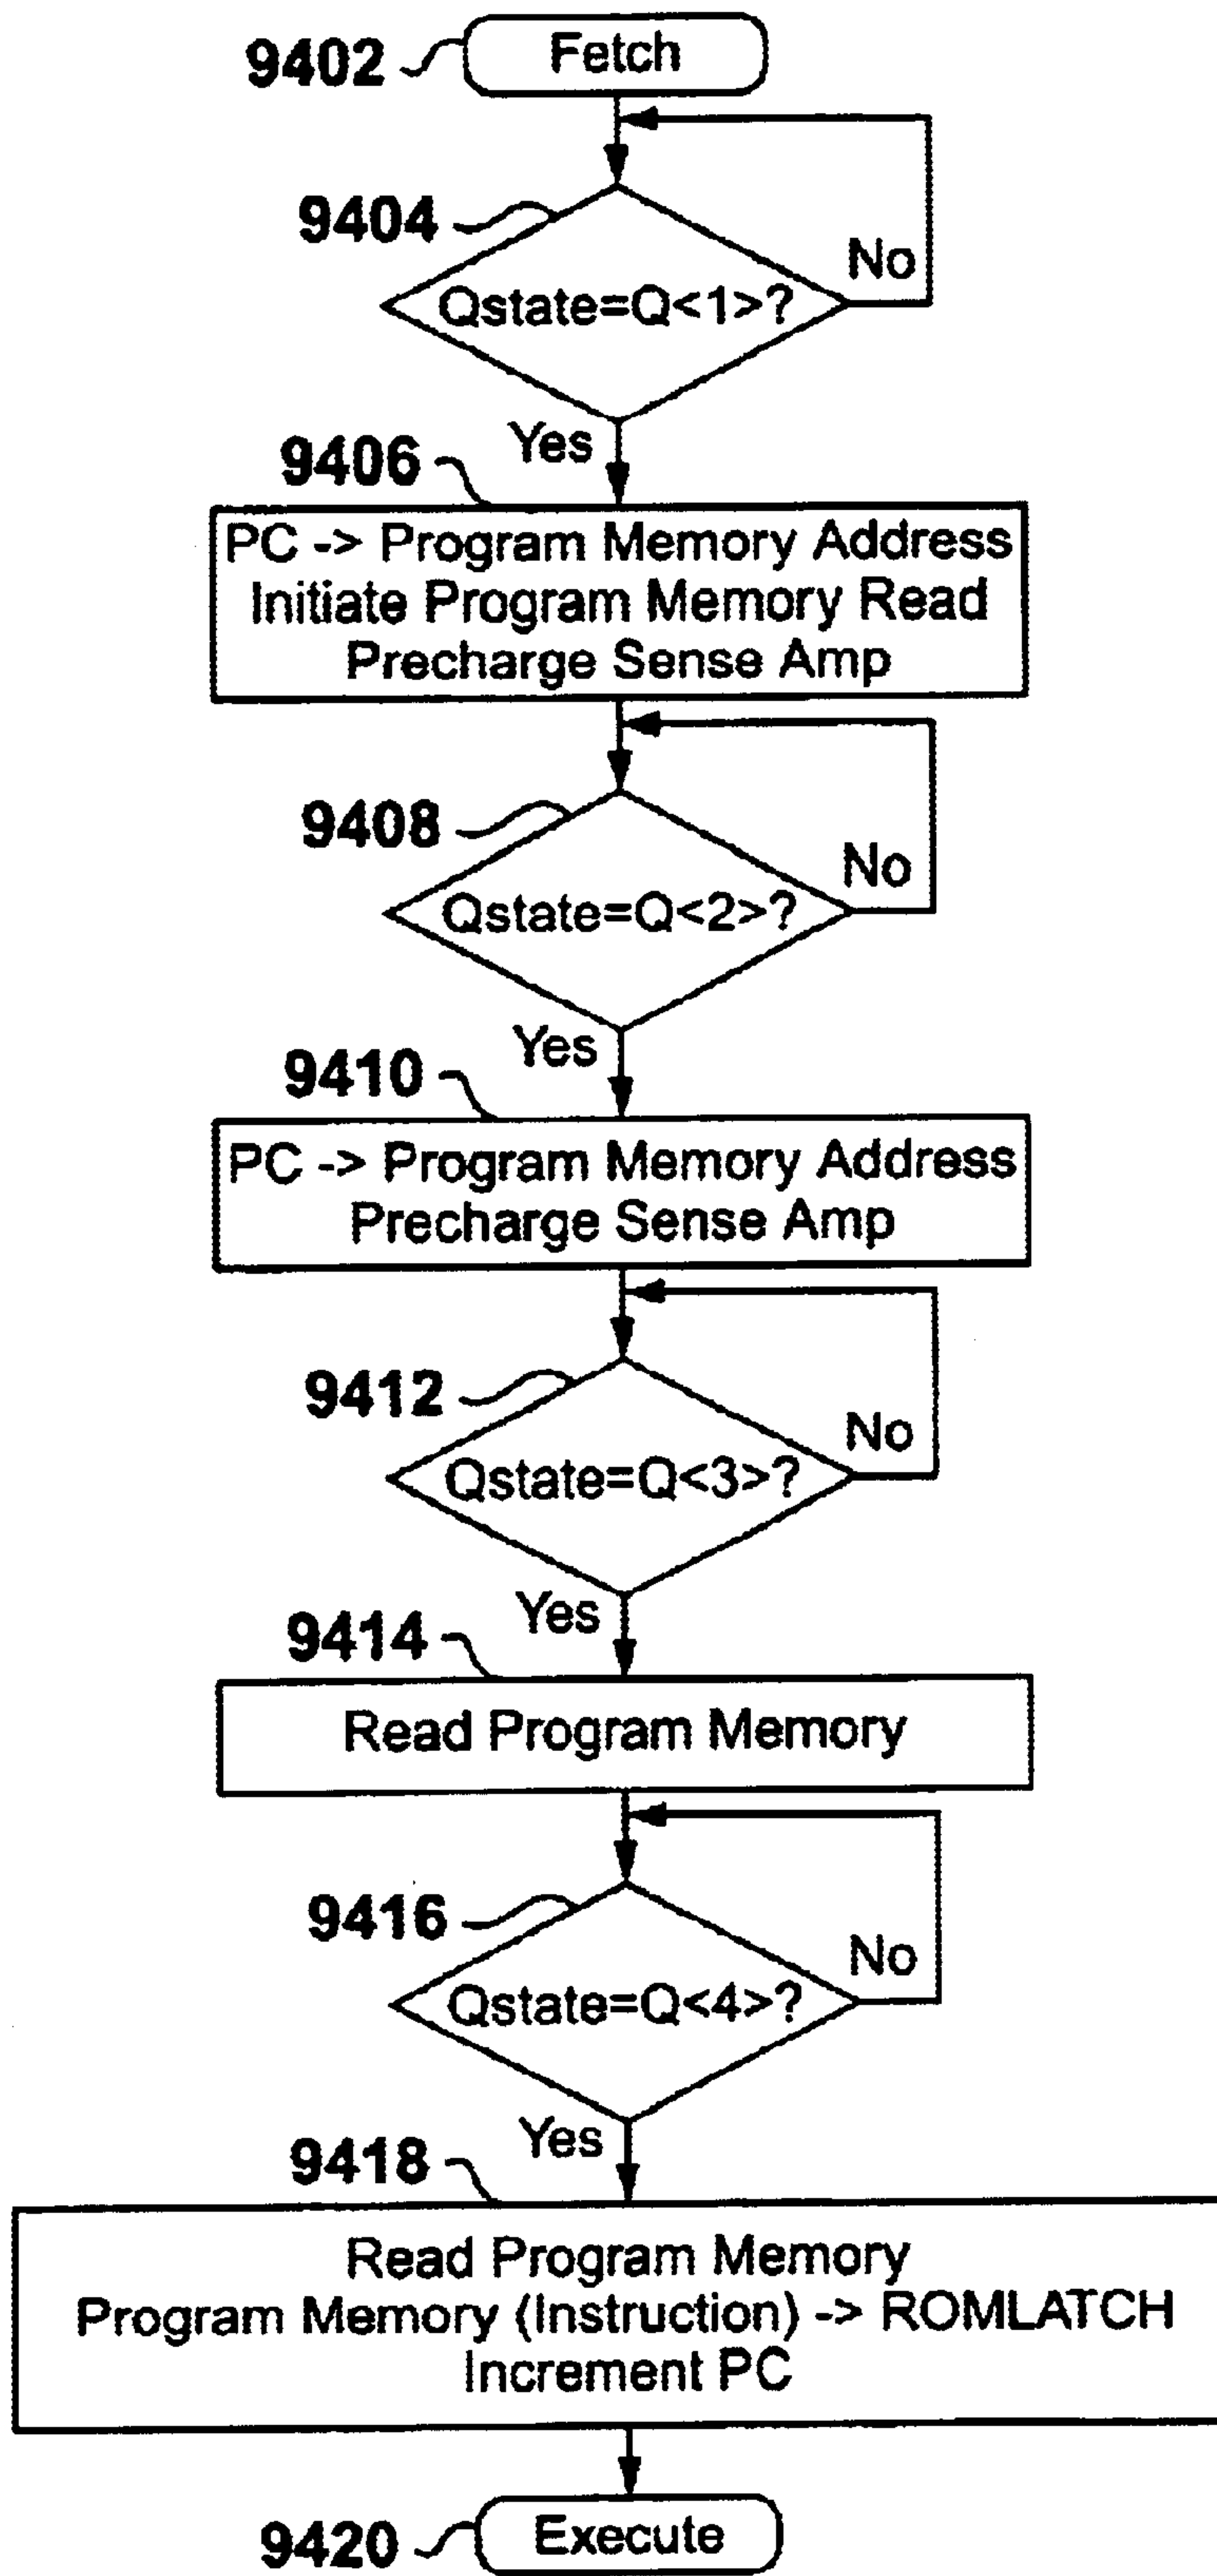 9402
Fetch
9404
No
Qstate=Q<1>?
Yes
9406
PC -> Program Memory Address
Initiate Program Memory Read
Precharge Sense Amp
9408
No
Qstate=Q<2>?
Yes
9410
PC -> Program Memory Address
Precharge Sense Amp
9412
No
Qstate=Q<3>?
Yes
9414
Read Program Memory
9416
No
Qstate=Q<4>?
Yes
9418
Read Program Memory
Program Memory (Instruction) -> ROMLATCH
Increment PC
9420
Execute